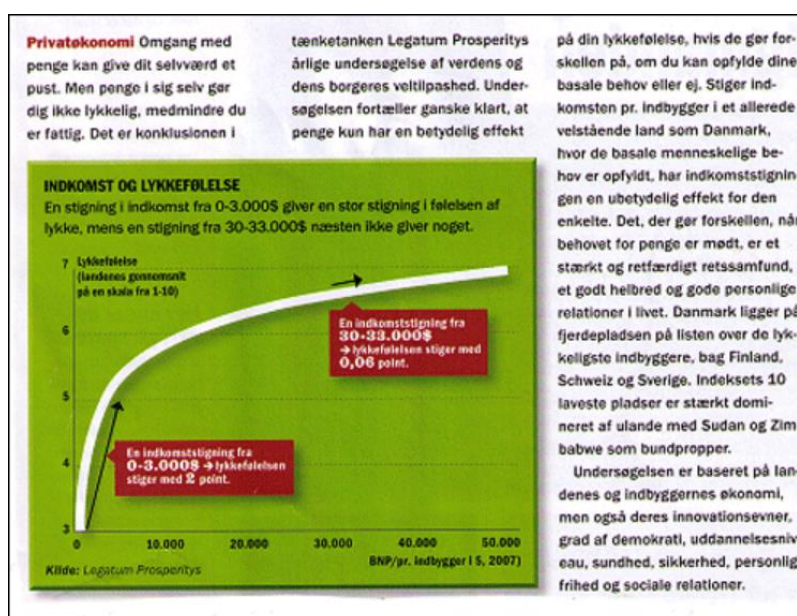 Privatøkonomi Omgang med
penge kan give dit selvværd et
pust. Men penge i sig selv gør
dig ikke lykkelig, medmindre du
er fattig. Det er konklusionen i
tænketanken Legatum Prosperitys
årlige undersøgelse af verdens og
dens borgeres veltilpashed. Under-
søgelsen fortæller ganske klart, at
penge kun har en betydelig effekt
på din lykkefølelse, hvis de gør for-
skellen på, om du kan opfylde dine
basale behov eller ej. Stiger ind-
komsten pr. indbygger i et allerede
velstående land som Danmark,
hvor de basale menneskelige be-
hov er opfyldt, har indkomststignin-
gen en ubetydelig effekt for den
enkelte. Det, der gør forskellen, når
behovet for penge er mødt, er et
stærkt og retfærdigt retssamfund,
et godt helbred og gode personlige
relationer i livet. Danmark ligger på
fjerdepladsen på listen over de lyk-
keligste indbyggere, bag Finland,
Schweiz og Sverige. Indeksets 10
laveste pladser er stærkt domi-
neret af ulande med Sudan og Zim
babwe som bundpropper.
Undersøgelsen er baseret på lan-
denes og indbyggernes økonomi,
men også deres innovationsevner,
grad af demokrati, uddannelsesniv
eau, sundhed, sikkerhed, personlig
frihed og sociale relationer.
INDKOMST OG LYKKEFØLELSE
En stigning i indkomst fra 0-3.000$ giver en stor stigning i følelsen af
lykke, mens en stigning fra 30-33.000$ næsten ikke giver noget.
7 Lykkefølelse
(landenes gennemsnit
på en skala fra 1-10)
6
5
4
3
En indkomststigning fra
30-33.000$
→ lykkefølelsen stiger med
0,06 point.
En indkomststigning fra
0-3.000$ → lykkefølelsen
stiger med 2 point.
0 10.000 20.000 30.000 40.000 50.000
BNP/pr. indbygger i $, 2007)
Kilde: Legatum Prosperitys